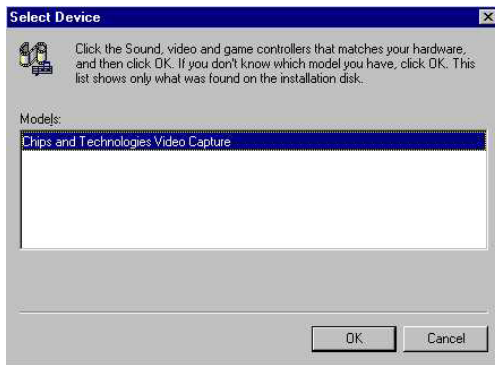 Select Device
Click the Sound, video and game controllers that matches your hardware,
and then click OK. If you don't know which model you have, click OK. This
list shows only what was found on the installation disk.
Models:
Chips and Technologies Video Capture
OK
Cancel